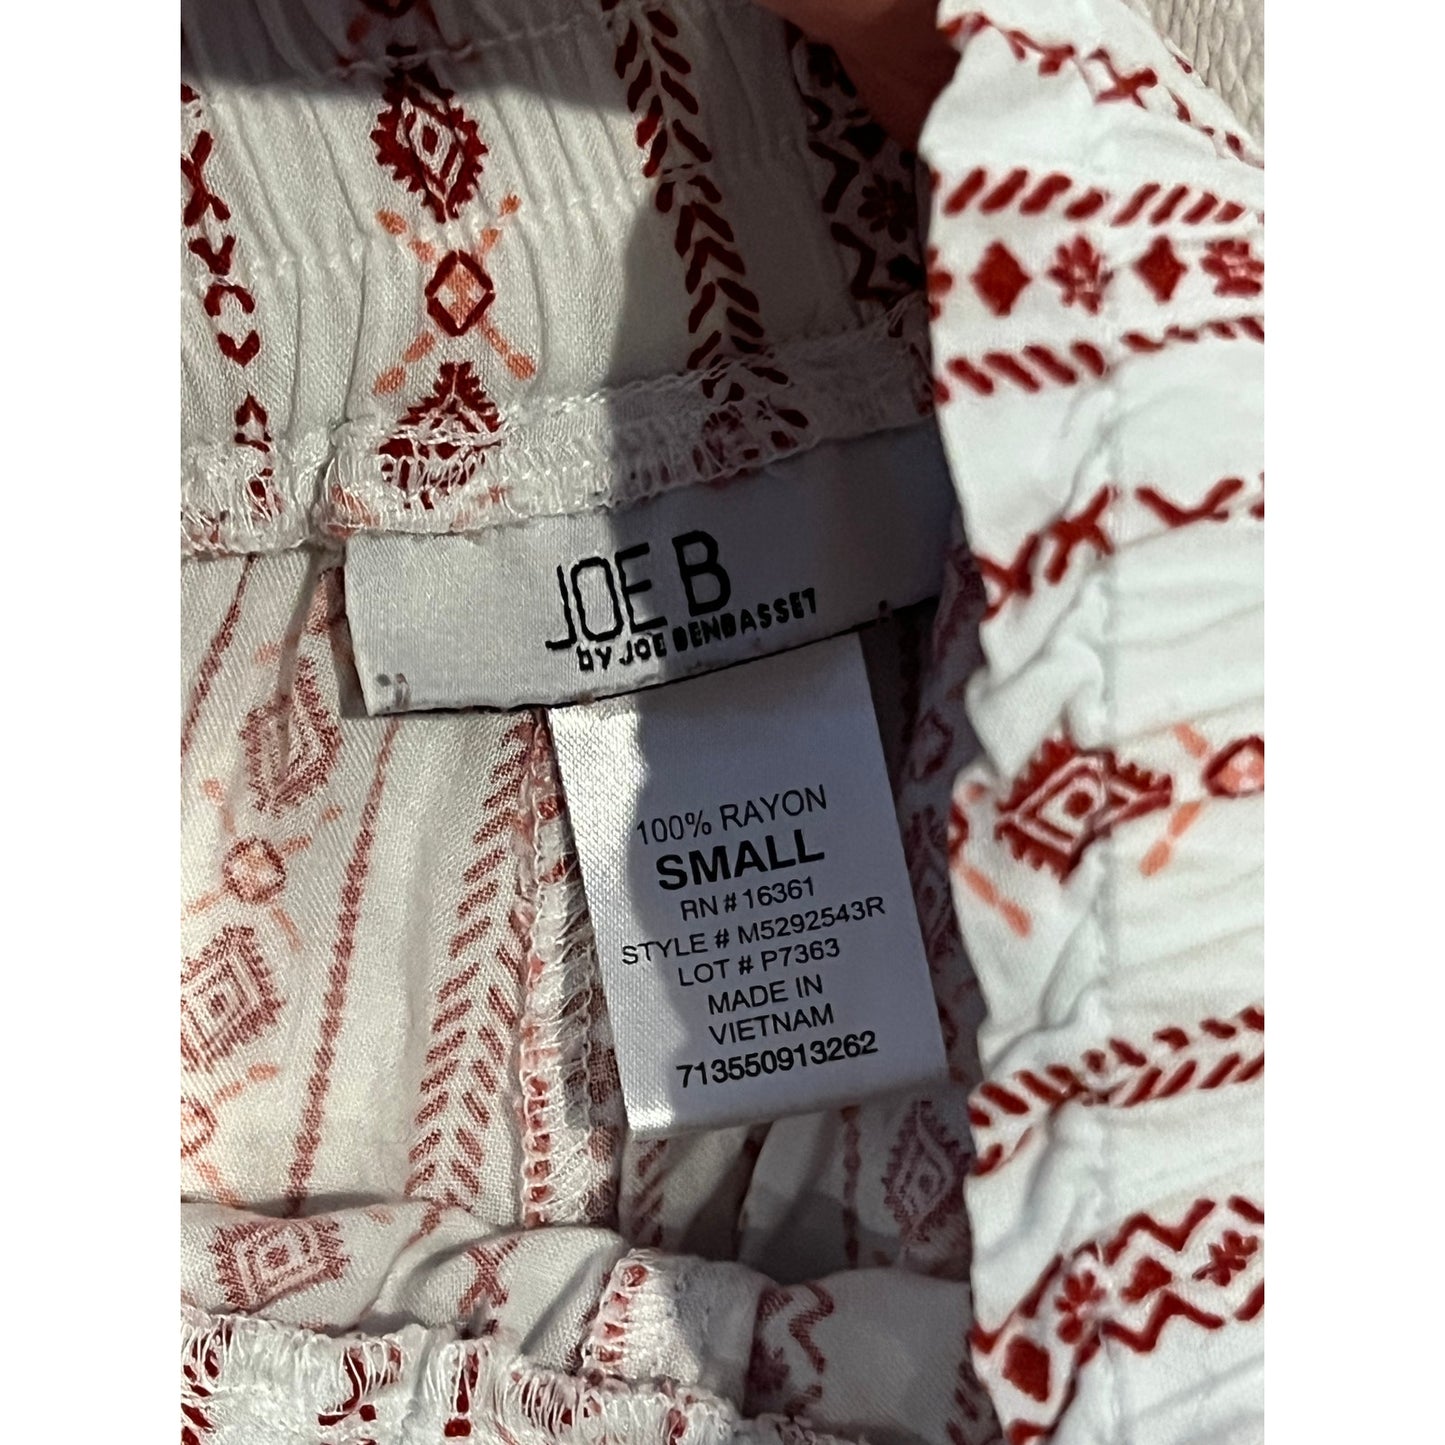 JOE B
BY JOE BENBASSET
100% RAYON
SMALL
RN # 16361
STYLE # M5292543R
LOT # P7363
MADE IN
VIETNAM
713550913262